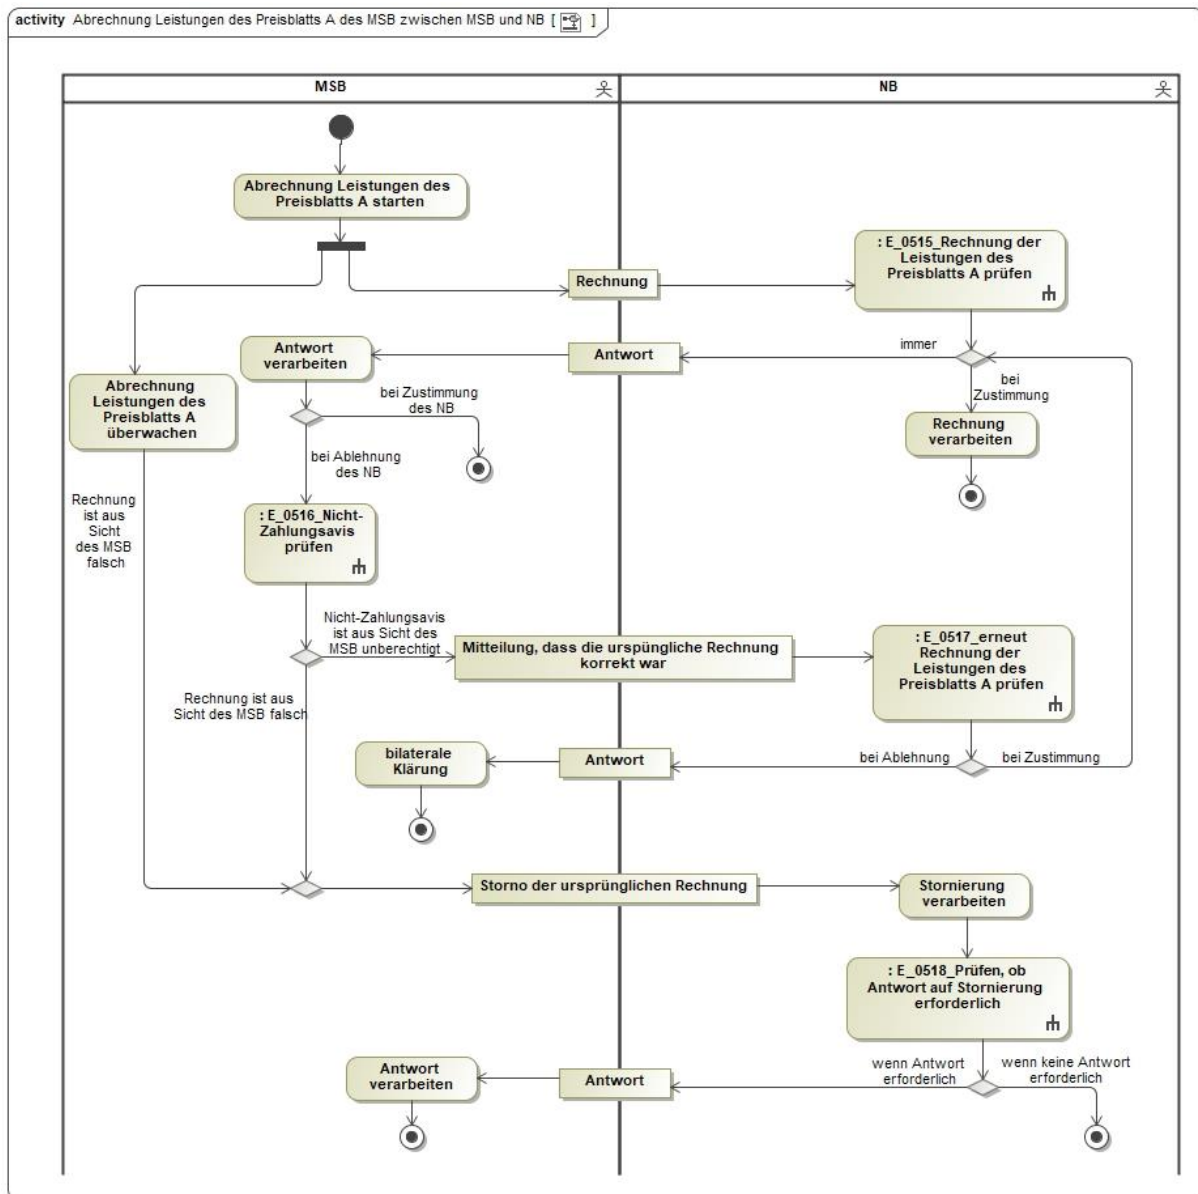 activity Abrechnung Leistungen des Preisblatts A des MSB zwischen MSB und NB [ ]
MSB
NB
Abrechnung Leistungen des
Preisblatts A starten
: E_0515_Rechnung der
Leistungen des
Preisblatts A prüfen
Rechnung
immer
Antwort
verarbeiten
Antwort
bei
Zustimmung
Abrechnung
Leistungen des
Preisblatts A
überwachen
bei Zustimmung
des NB
Rechnung
verarbeiten
bei Ablehnung
des NB
Rechnung
ist aus
Sicht
des MSB
falsch
: E_0516_Nicht-
Zahlungsavis
prüfen
Nicht-Zahlungsavis
ist aus Sicht des
MSB unberechtigt
Mitteilung, dass die urspüngliche Rechnung
korrekt war
: E_0517_erneut
Rechnung der
Leistungen des
Preisblatts A prüfen
Rechnung ist aus
Sicht des MSB falsch
bilaterale
Klärung
Antwort
bei Ablehnung
bei Zustimmung
Storno der ursprünglichen Rechnung
Stornierung
verarbeiten
: E_0518_Prüfen, ob
Antwort auf Stornierung
erforderlich
wenn Antwort
erforderlich
wenn keine Antwort
erforderlich
Antwort
verarbeiten
Antwort